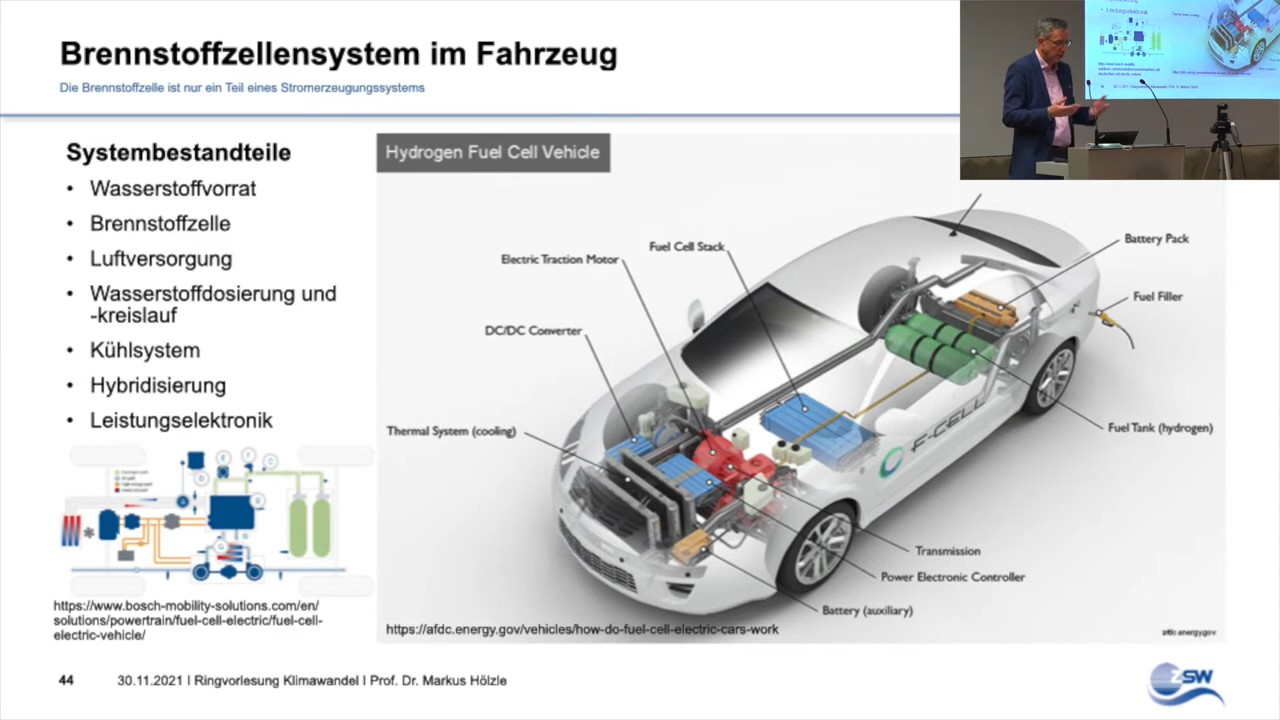 Brennstoffzellensystem im Fahrzeug
Die Brennstoffzelle ist nur ein Teil eines Stromerzeugungssystems
Systembestandteile
• Wasserstoffvorrat
• Brennstoffzelle
• Luftversorgung
• Wasserstoffdosierung und
-kreislauf
• Kühlsystem
• Hybridisierung
• Leistungselektronik
https://www.bosch-mobility-solutions.com/en/
solutions/powertrain/fuel-cell-electric/fuel-cell-
electric-vehicle/
Hydrogen Fuel Cell Vehicle
Battery Pack
Fuel Cell Stack
Electric Traction Motor
Fuel Filler
DC/DC Converter
F-CELL
Fuel Tank (hydrogen)
Thermal System (cooling)
Transmission
Power Electronic Controller
Battery (auxiliary)
https://afdc.energy.gov/vehicles/how-do-fuel-cell-electric-cars-work
afdc.energy.gov
44
30.11.2021 | Ringvorlesung Klimawandel | Prof. Dr. Markus Hölzle
ZSW
Leistungselektronik